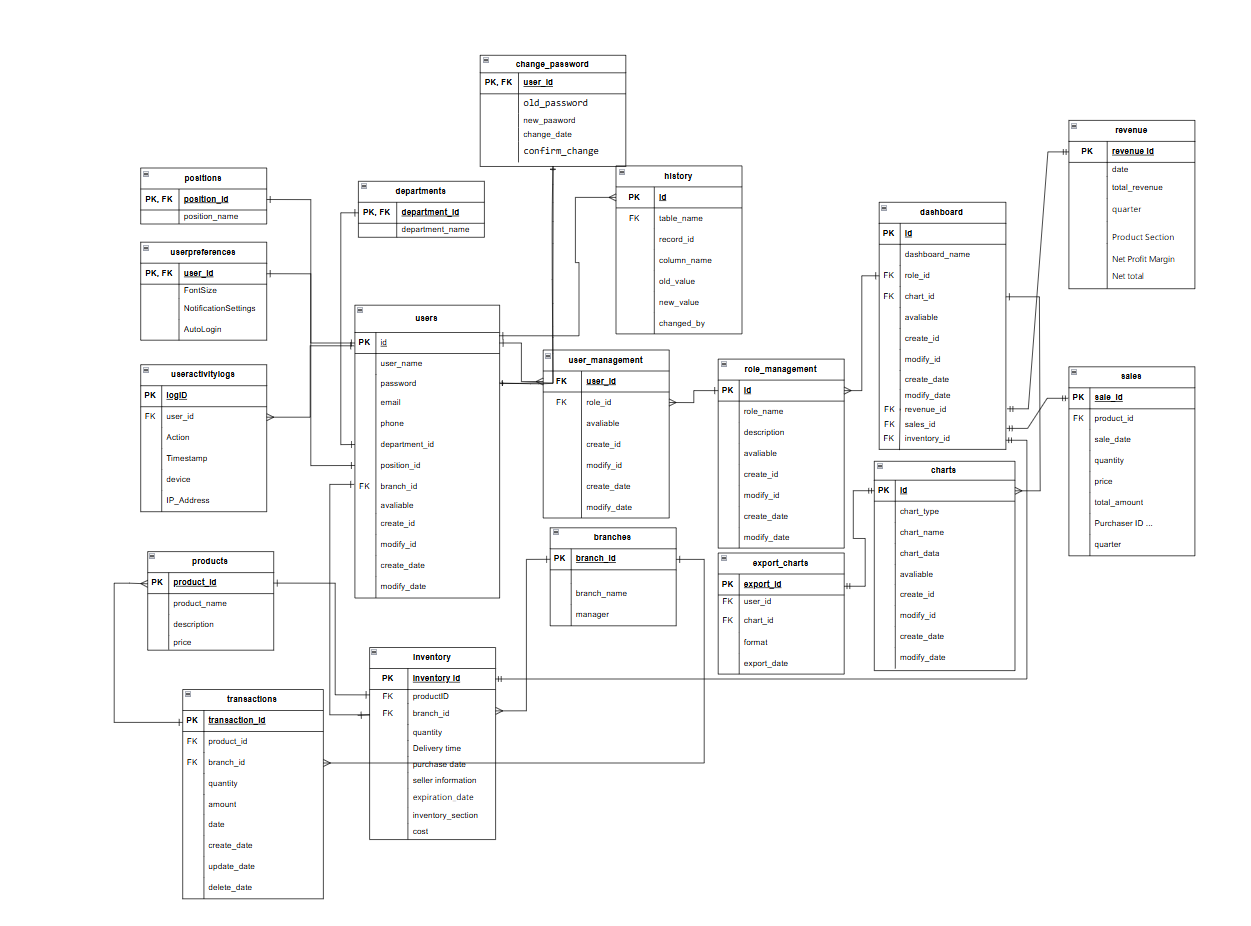 change_password
PK, FK user_id
old_password
new_paaword
change_date
confirm_change
revenue
PK revenue id
date
total_revenue
quarter
Product Section
Net Profit Margin
Net total
positions
PK, FK position_id
position_name
departments
PK, FK department_id
department_name
history
PK id
FK table_name
record_id
column_name
old_value
new_value
changed_by
dashboard
PK id
dashboard_name
FK role_id
FK chart_id
avaliable
create_id
modify_id
create_date
modify_date
FK revenue_id
FK sales_id
FK inventory_id
userpreferences
PK, FK user_id
FontSize
NotificationSettings
AutoLogin
users
PK id
user_name
password
email
phone
department_id
position_id
FK branch_id
avaliable
create_id
modify_id
create_date
modify_date
user_management
FK user_id
FK role_id
avaliable
create_id
modify_id
create_date
modify_date
role_management
PK id
role_name
description
avaliable
create_id
modify_id
create_date
modify_date
sales
PK sale_id
FK product_id
sale_date
quantity
price
total_amount
Purchaser ID ...
quarter
useractivitylogs
PK logID
FK user_id
Action
Timestamp
device
IP_Address
charts
PK id
chart_type
chart_name
chart_data
avaliable
create_id
modify_id
create_date
modify_date
branches
PK branch_id
branch_name
manager
export_charts
PK export_id
FK user_id
FK chart_id
format
export_date
products
PK product_id
product_name
description
price
inventory
PK inventory id
FK productID
FK branch_id
quantity
Delivery time
purchase date
seller information
expiration_date
inventory_section
cost
transactions
PK transaction_id
FK product_id
FK branch_id
quantity
amount
date
create_date
update_date
delete_date